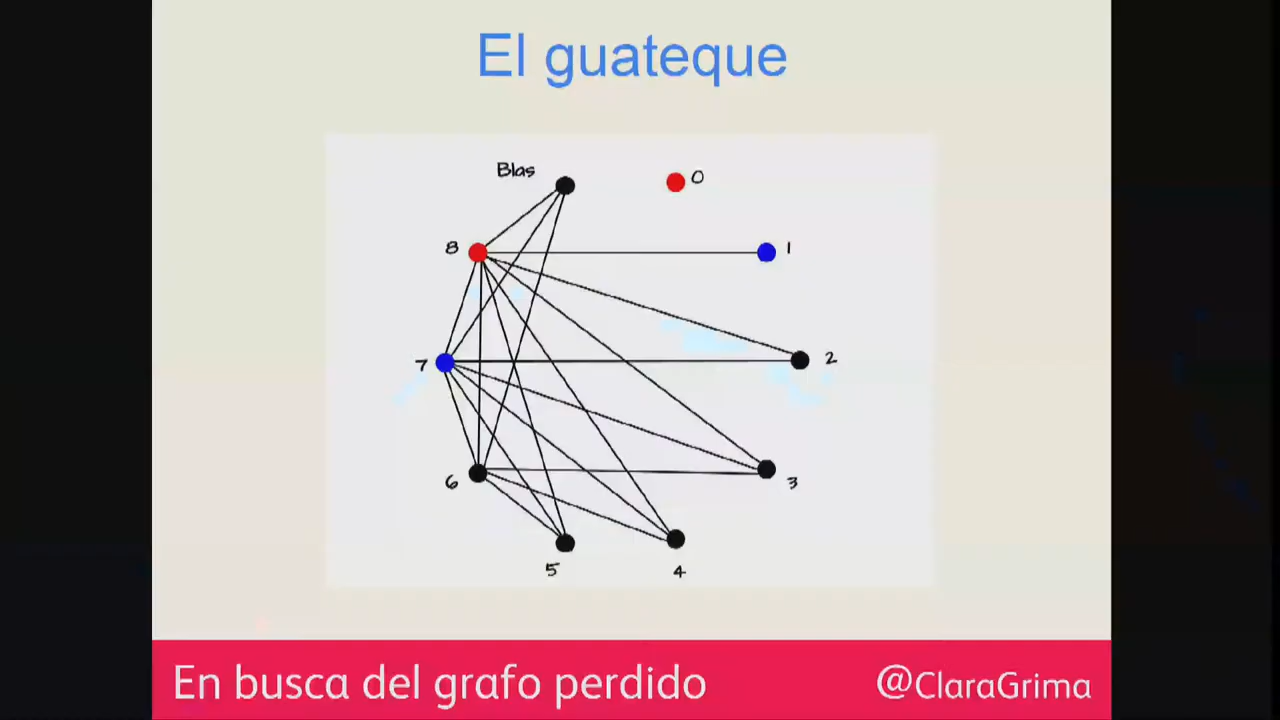 El guateque
Blas
0
8
1
7
2
6
3
5
4
En busca del grafo perdido
@ClaraGrima